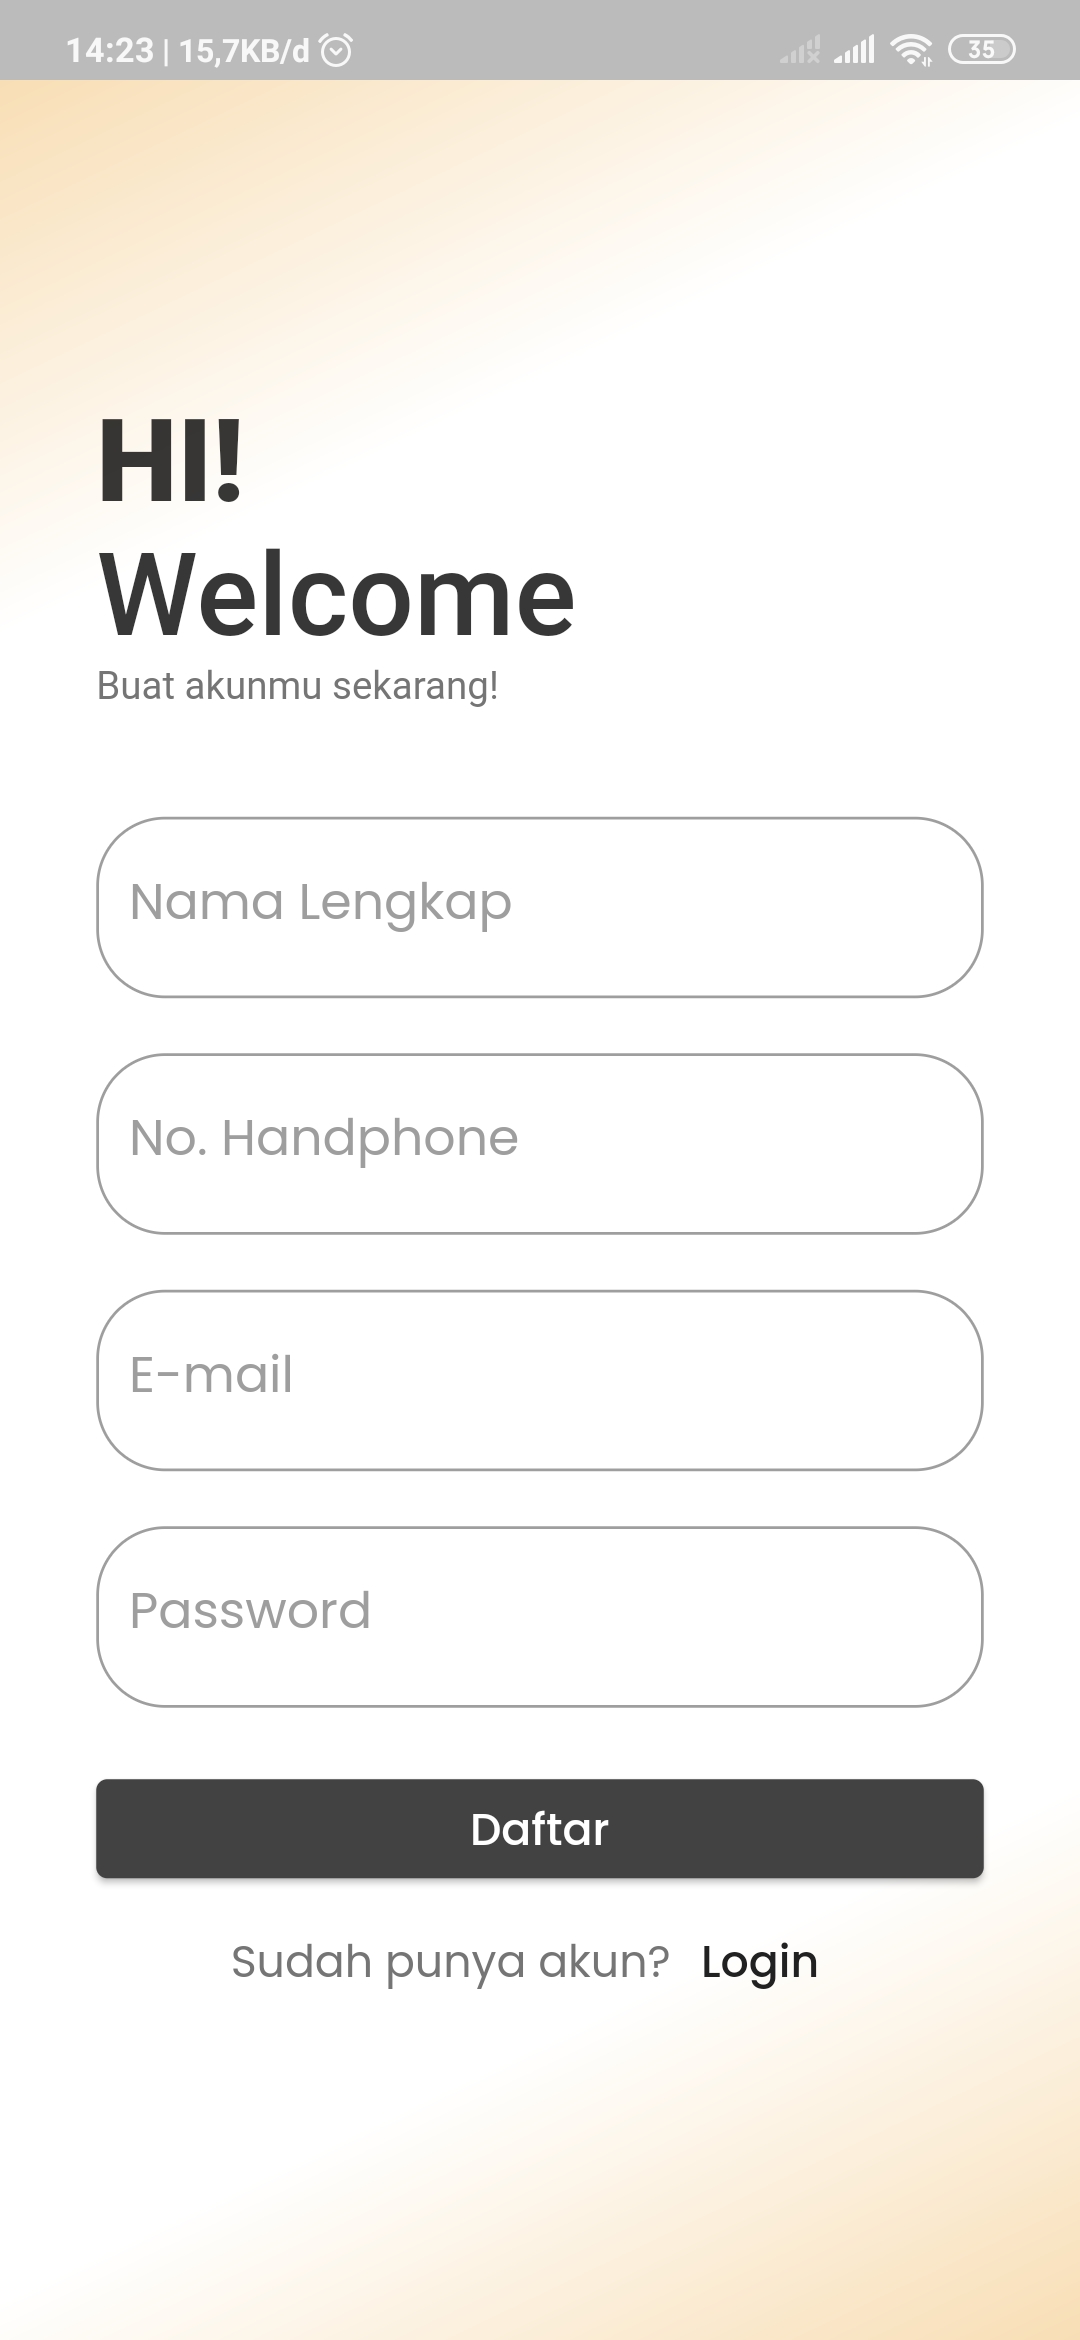 14:23 | 15,7KB/d
35
HI!
Welcome
Buat akunmu sekarang!
Nama Lengkap
No. Handphone
E-mail
Password
Daftar
Sudah punya akun? Login